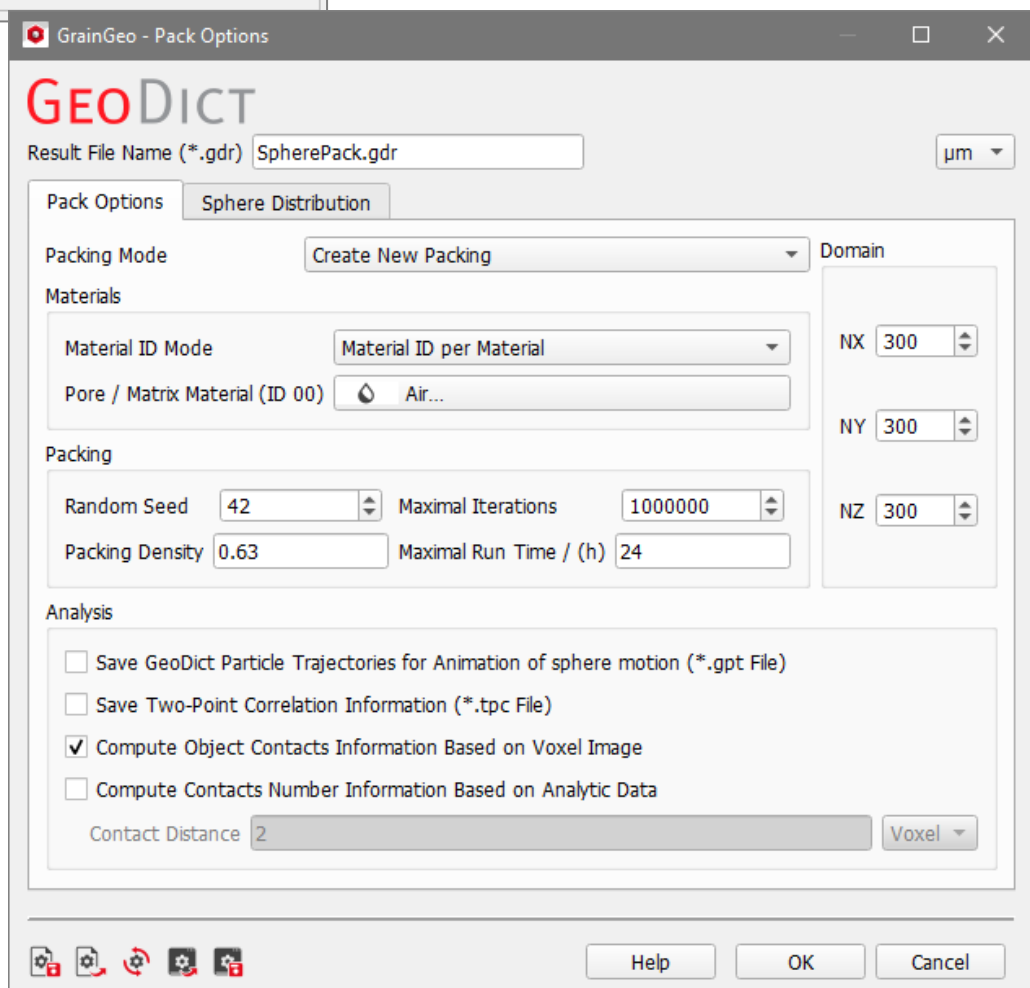 GrainGeo - Pack Options
GEODICT
Result File Name (*.gdr) SpherePack.gdr µm
Pack Options Sphere Distribution
Packing Mode Create New Packing Domain
Materials
Material ID Mode Material ID per Material NX 300
Pore / Matrix Material (ID 00) Air...
NY 300
Packing
Random Seed 42 Maximal Iterations 1000000 NZ 300
Packing Density 0.63 Maximal Run Time / (h) 24
Analysis
Save GeoDict Particle Trajectories for Animation of sphere motion (*.gpt File)
Save Two-Point Correlation Information (*.tpc File)
Compute Object Contacts Information Based on Voxel Image
Compute Contacts Number Information Based on Analytic Data
Contact Distance 2 Voxel
Help OK Cancel